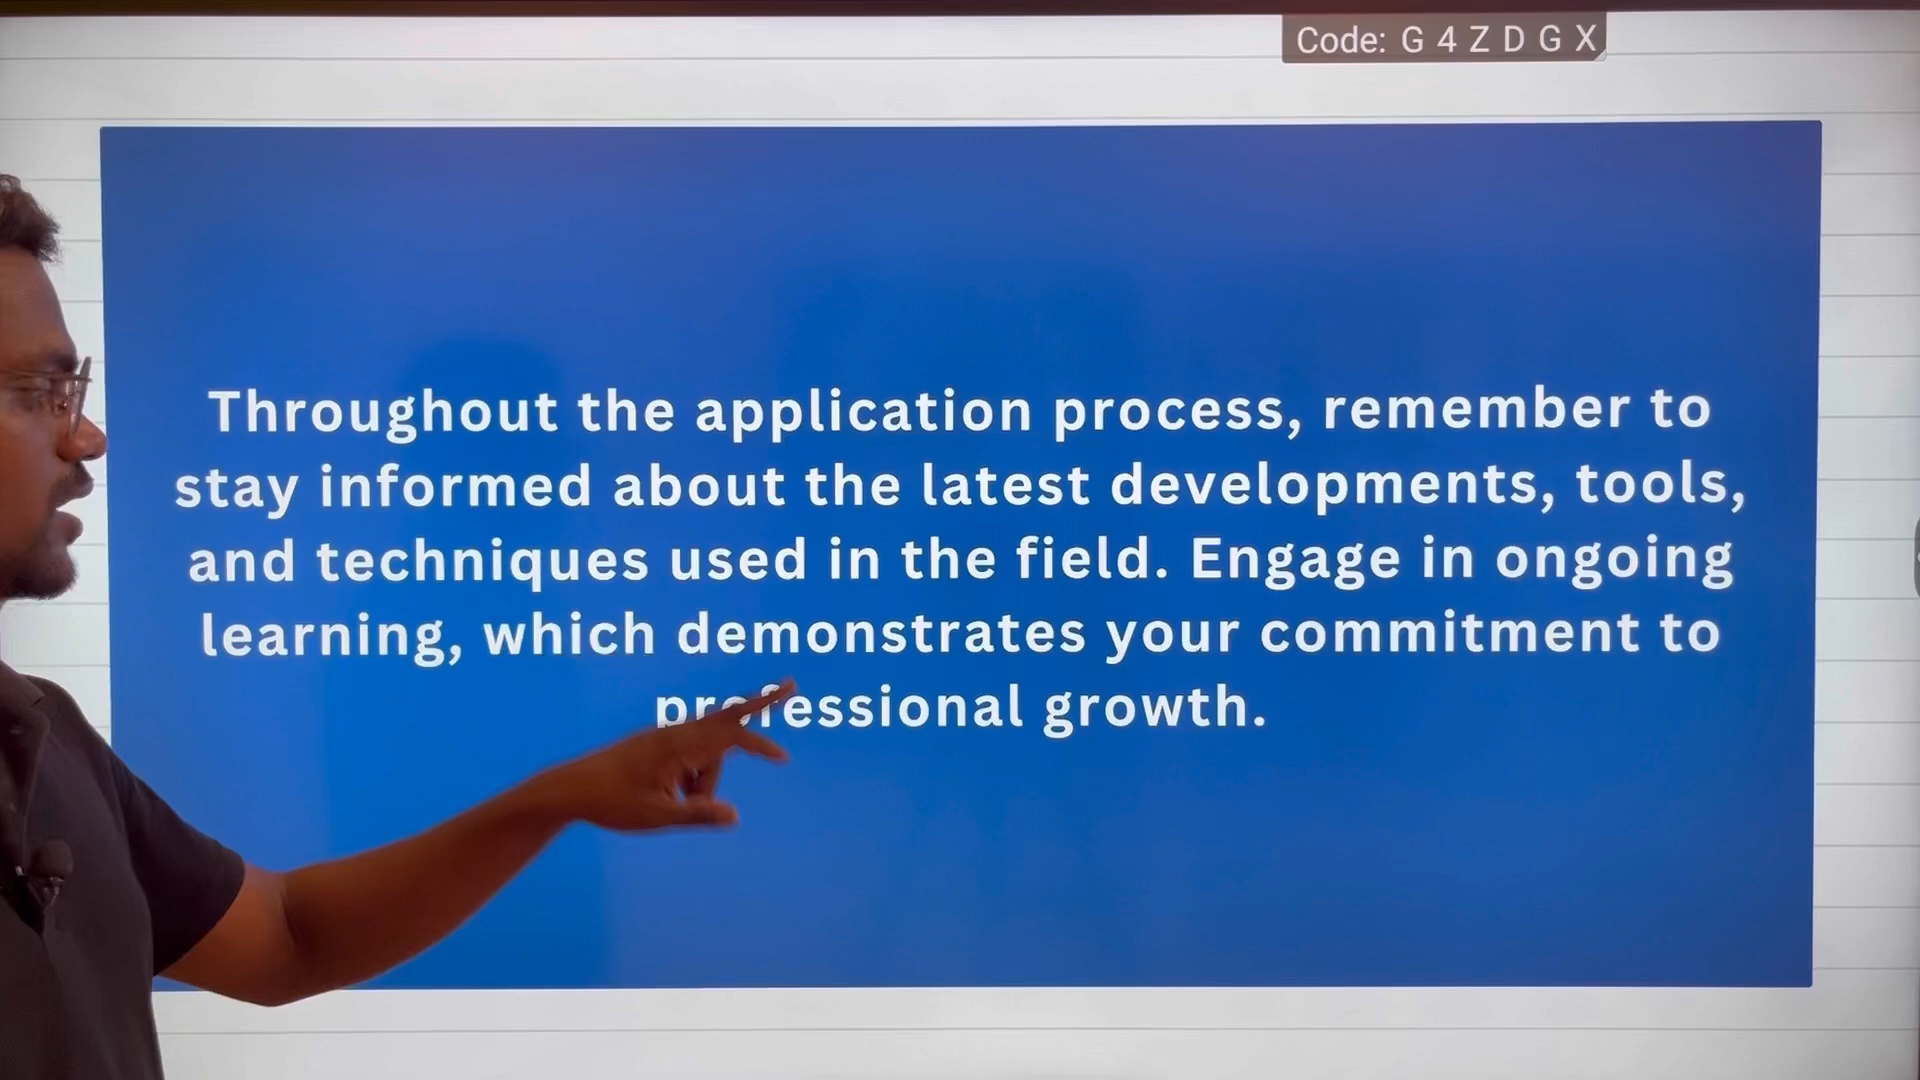 Code: G 4 Z D G X
Throughout the application process, remember to
stay informed about the latest developments, tools,
and techniques used in the field. Engage in ongoing
learning, which demonstrates your commitment to
professional growth.